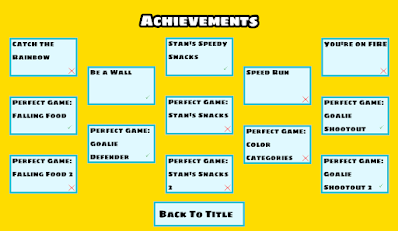 Achievements
Catch the
Rainbow
Be a Wall
Stan's Speedy
Snacks
Speed Run
You're on Fire
Perfect Game:
Falling Food
Perfect Game:
Goalie
Defender
Perfect Game:
Stan's Snacks
Perfect Game:
Color
Categories
Perfect Game:
Goalie
Shootout
Perfect Game:
Falling Food 2
Perfect Game:
Stan's Snacks
2
Perfect Game:
Goalie
Shootout 2
Back To Title